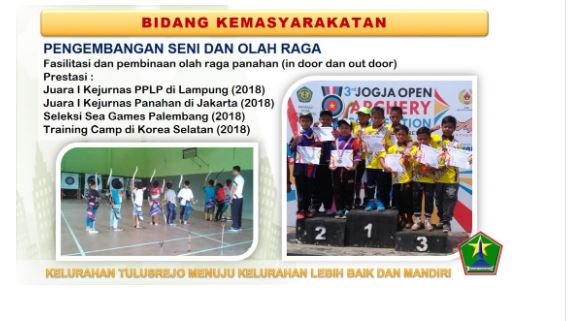 BIDANG KEMASYARAKATAN
PENGEMBANGAN SENI DAN OLAH RAGA
Fasilitasi dan pembinaan olah raga panahan (in door dan out door)
Prestasi :
Juara I Kejurnas PPLP di Lampung (2018)
Juara I Kejurnas Panahan di Jakarta (2018)
Seleksi Sea Games Palembang (2018)
Training Camp di Korea Selatan (2018)
3rd JOGJA OPEN
ARCHERY
2 1 3
KELURAHAN TULUSREJO MENUJU KELURAHAN LEBIH BAIK DAN MANDIRI